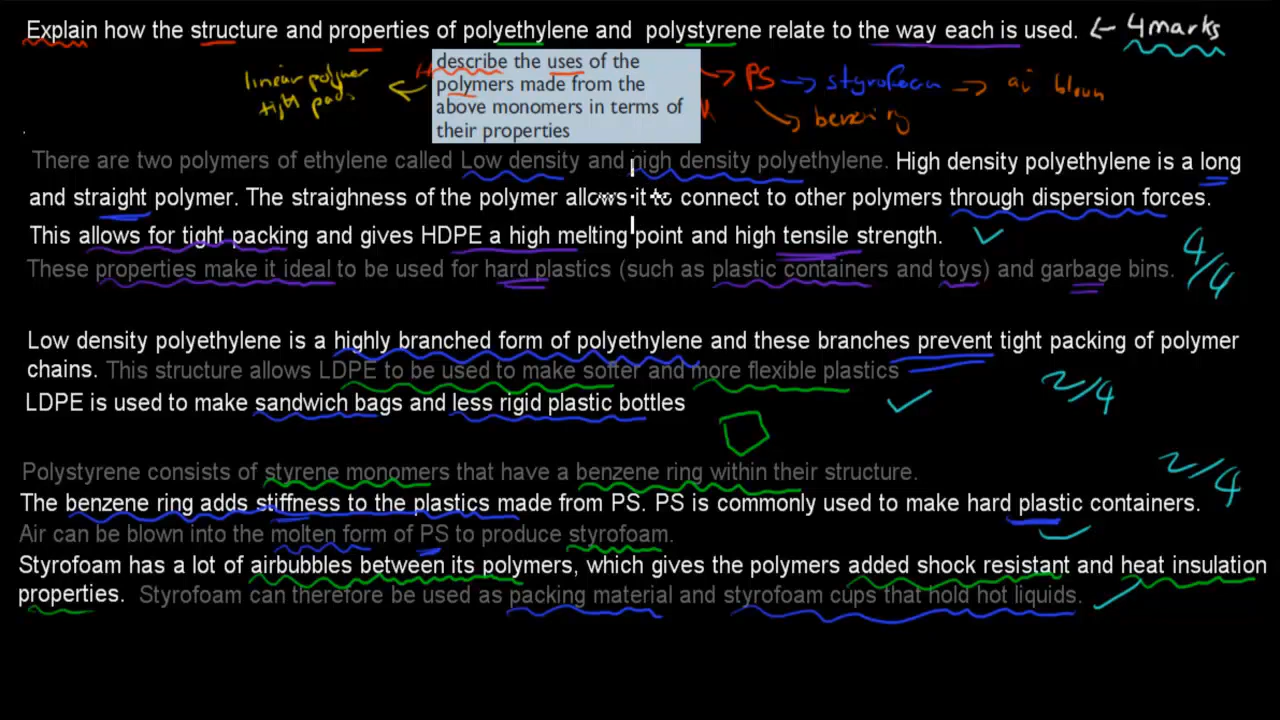 Explain how the structure and properties of polyethylene and polystyrene relate to the way each is used. ← 4 marks
linear polymer
describe the uses of the
polymers made from the
above monomers in terms of
their properties
→ PS → styrofoam → air blown
There are two polymers of ethylene called Low density and high density polyethylene. High density polyethylene is a long
and straight polymer. The straighness of the polymer allows it to connect to other polymers through dispersion forces.
This allows for tight packing and gives HDPE a high melting point and high tensile strength.
These properties make it ideal to be used for hard plastics (such as plastic containers and toys) and garbage bins.
4/4
Low density polyethylene is a highly branched form of polyethylene and these branches prevent tight packing of polymer
chains. This structure allows LDPE to be used to make softer and more flexible plastics
2/4
LDPE is used to make sandwich bags and less rigid plastic bottles
Polystyrene consists of styrene monomers that have a benzene ring within their structure.
2/4
The benzene ring adds stiffness to the plastics made from PS. PS is commonly used to make hard plastic containers.
Air can be blown into the molten form of PS to produce styrofoam.
Styrofoam has a lot of airbubbles between its polymers, which gives the polymers added shock resistant and heat insulation
properties. Styrofoam can therefore be used as packing material and styrofoam cups that hold hot liquids.